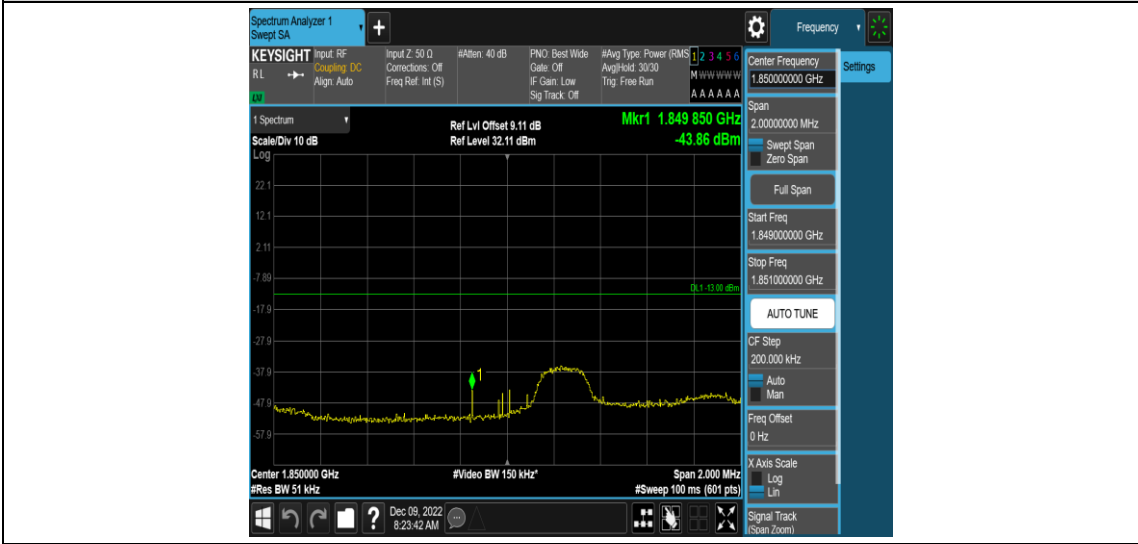 Spectrum Analyzer 1
Swept SA
+
Frequency
KEYSIGHT
RL
Input: RF
Coupling: DC
Align: Auto
Input Z: 50 Ω
Corrections: Off
Freq Ref: Int (S)
#Atten: 40 dB
PNO: Best Wide
Gate: Off
IF Gain: Low
Sig Track: Off
#Avg Type: Power (RMS
Avg|Hold: 30/30
Trig: Free Run
1 2 3 4 5 6
M W W W W W
A A A A A A
1 Spectrum
Scale/Div 10 dB
Log
Ref Lvl Offset 9.11 dB
Ref Level 32.11 dBm
Mkr1 1.849 850 GHz
-43.86 dBm
22.1
12.1
2.11
-7.89
DL1 -13.00 dBm
-17.9
-27.9
-37.9
1
-47.9
-57.9
Center 1.850000 GHz
#Res BW 51 kHz
#Video BW 150 kHz*
Span 2.000 MHz
#Sweep 100 ms (601 pts)
?
Dec 09, 2022
8:23:42 AM
Center Frequency
1.850000000 GHz
Settings
Span
2.00000000 MHz
Swept Span
Zero Span
Full Span
Start Freq
1.849000000 GHz
Stop Freq
1.851000000 GHz
AUTO TUNE
CF Step
200.000 kHz
Auto
Man
Freq Offset
0 Hz
X Axis Scale
Log
Lin
Signal Track
(Span Zoom)